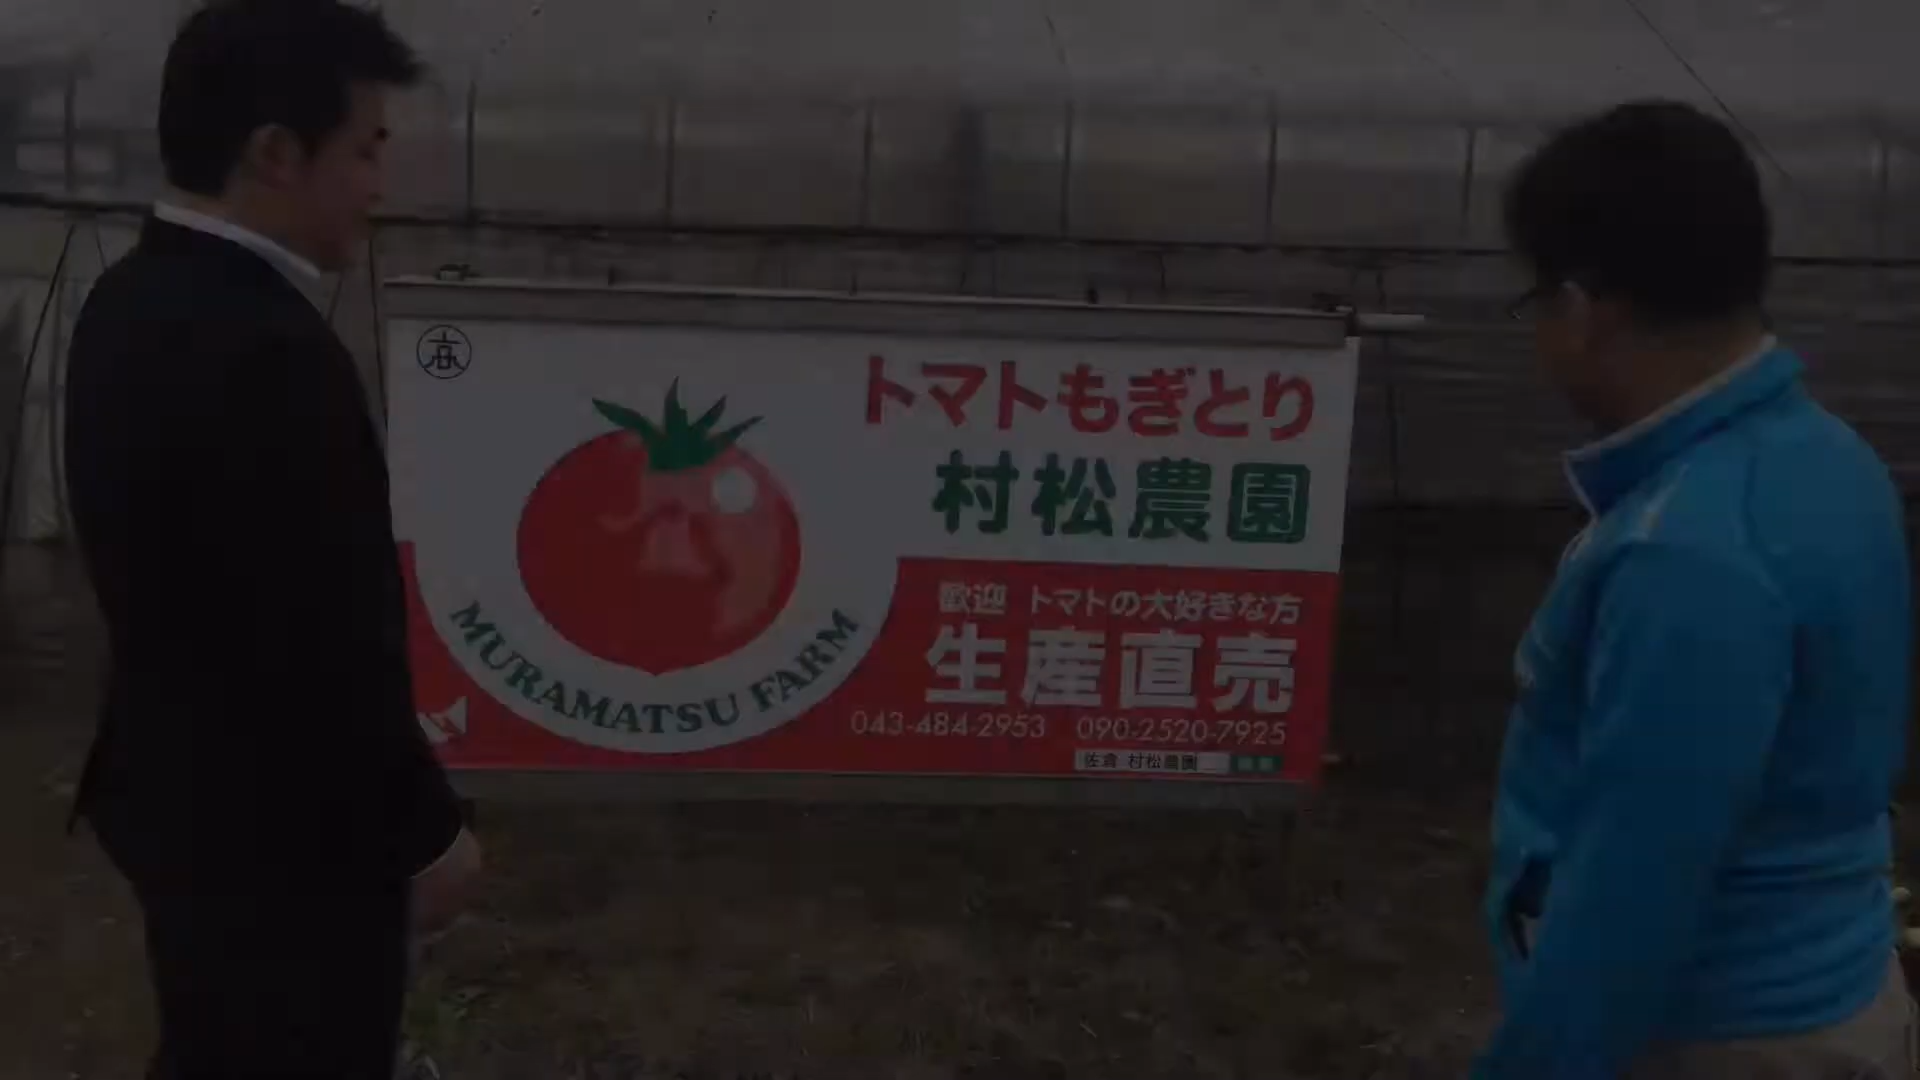 トマトもぎとり
村松農園
歓迎 トマトの大好きな方
生産直売
043-484-2953 090-2520-7925
佐倉 村松農園
MURAMATSU FARM